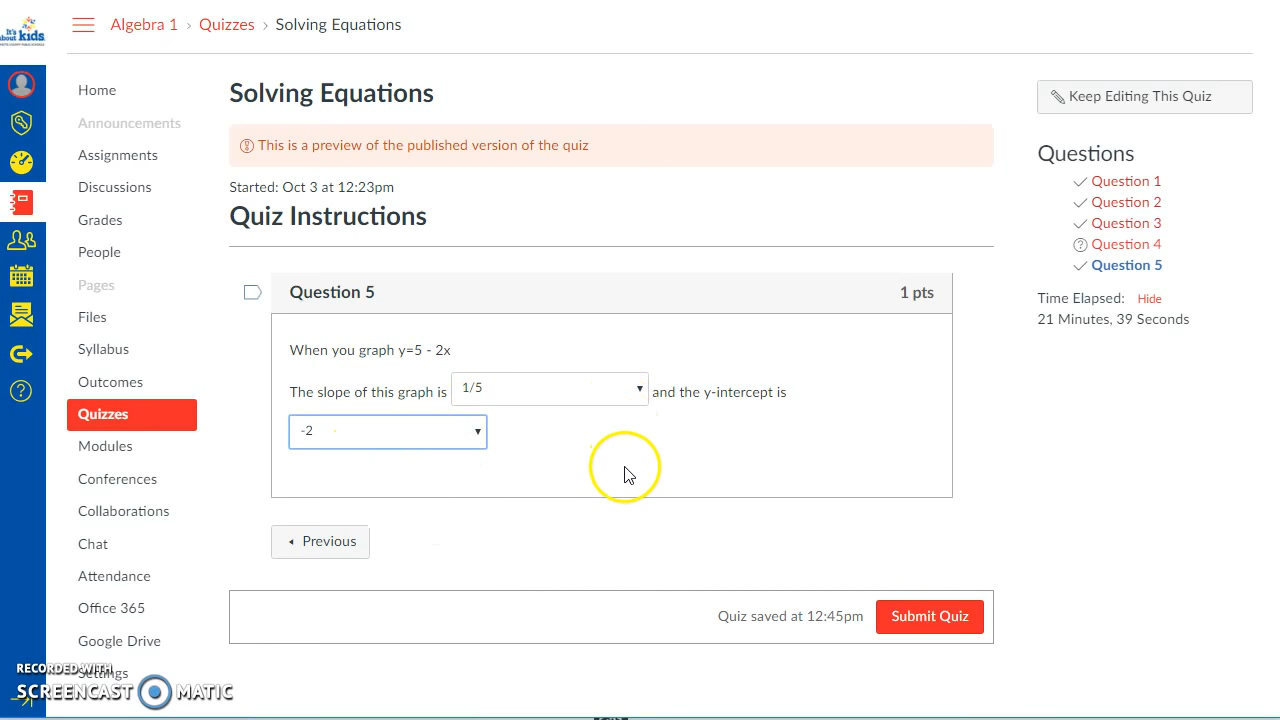 It's about kids
Algebra 1 › Quizzes › Solving Equations
Home
Announcements
Assignments
Discussions
Grades
People
Pages
Files
Syllabus
Outcomes
Quizzes
Modules
Conferences
Collaborations
Chat
Attendance
Office 365
Google Drive
Settings
Solving Equations
This is a preview of the published version of the quiz
Started: Oct 3 at 12:23pm
Quiz Instructions
Question 5 1 pts
When you graph y=5 - 2x
The slope of this graph is 1/5 and the y-intercept is
-2
Previous
Quiz saved at 12:45pm Submit Quiz
Keep Editing This Quiz
Questions
Question 1
Question 2
Question 3
Question 4
Question 5
Time Elapsed: Hide
21 Minutes, 39 Seconds
RECORDED WITH
SCREENCAST MATIC